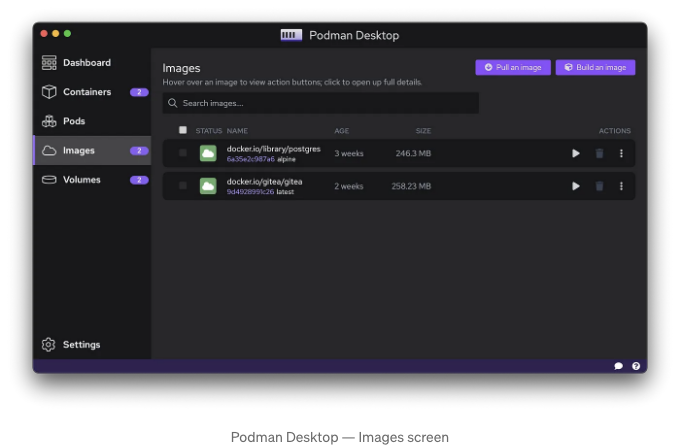 Podman Desktop
Dashboard
Containers 2
Pods
Images 2
Volumes 2
Settings
Images
Hover over an image to view action buttons; click to open up full details.
Pull an image
Build an image
Search images...
STATUS NAME AGE SIZE ACTIONS
docker.io/library/postgres 3 weeks 246.3 MB
6a35e2c987a6 alpine
docker.io/gitea/gitea 2 weeks 258.23 MB
9d4928991c26 latest
Podman Desktop — Images screen